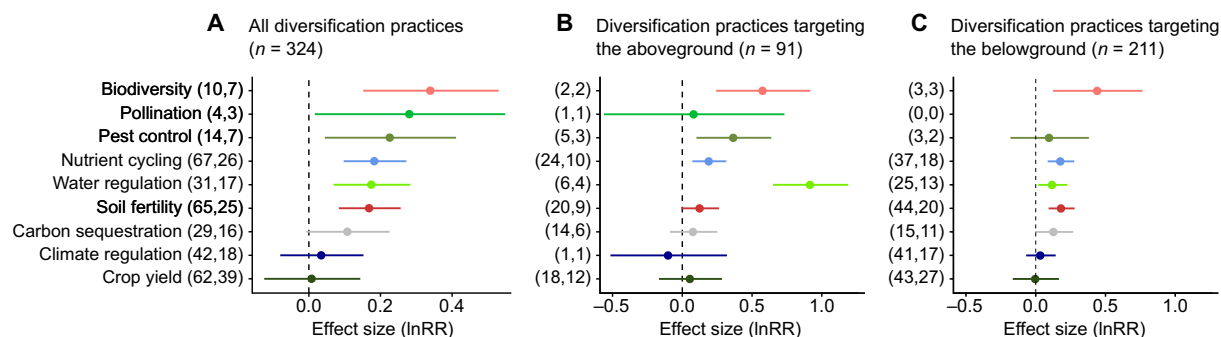 A All diversification practices
(n = 324)
Biodiversity (10,7)
Pollination (4,3)
Pest control (14,7)
Nutrient cycling (67,26)
Water regulation (31,17)
Soil fertility (65,25)
Carbon sequestration (29,16)
Climate regulation (42,18)
Crop yield (62,39)
0.0 0.2 0.4
Effect size (lnRR)
B Diversification practices targeting
the aboveground (n = 91)
(2,2)
(1,1)
(5,3)
(24,10)
(6,4)
(20,9)
(14,6)
(1,1)
(18,12)
–0.5 0.0 0.5 1.0
Effect size (lnRR)
C Diversification practices targeting
the belowground (n = 211)
(3,3)
(0,0)
(3,2)
(37,18)
(25,13)
(44,20)
(15,11)
(41,17)
(43,27)
–0.5 0.0 0.5 1.0
Effect size (lnRR)